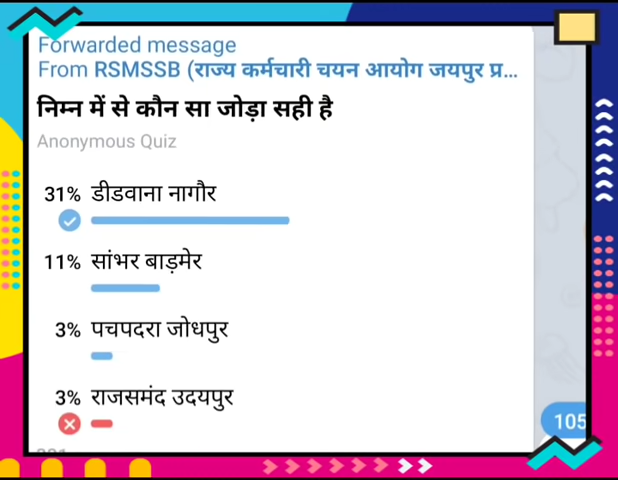 Forwarded message
From RSMSSB (राज्य कर्मचारी चयन आयोग जयपुर प्र...
निम्न में से कौन सा जोड़ा सही है
Anonymous Quiz
31% डीडवाना नागौर
11% सांभर बाड़मेर
3% पचपदरा जोधपुर
3% राजसमंद उदयपुर
105